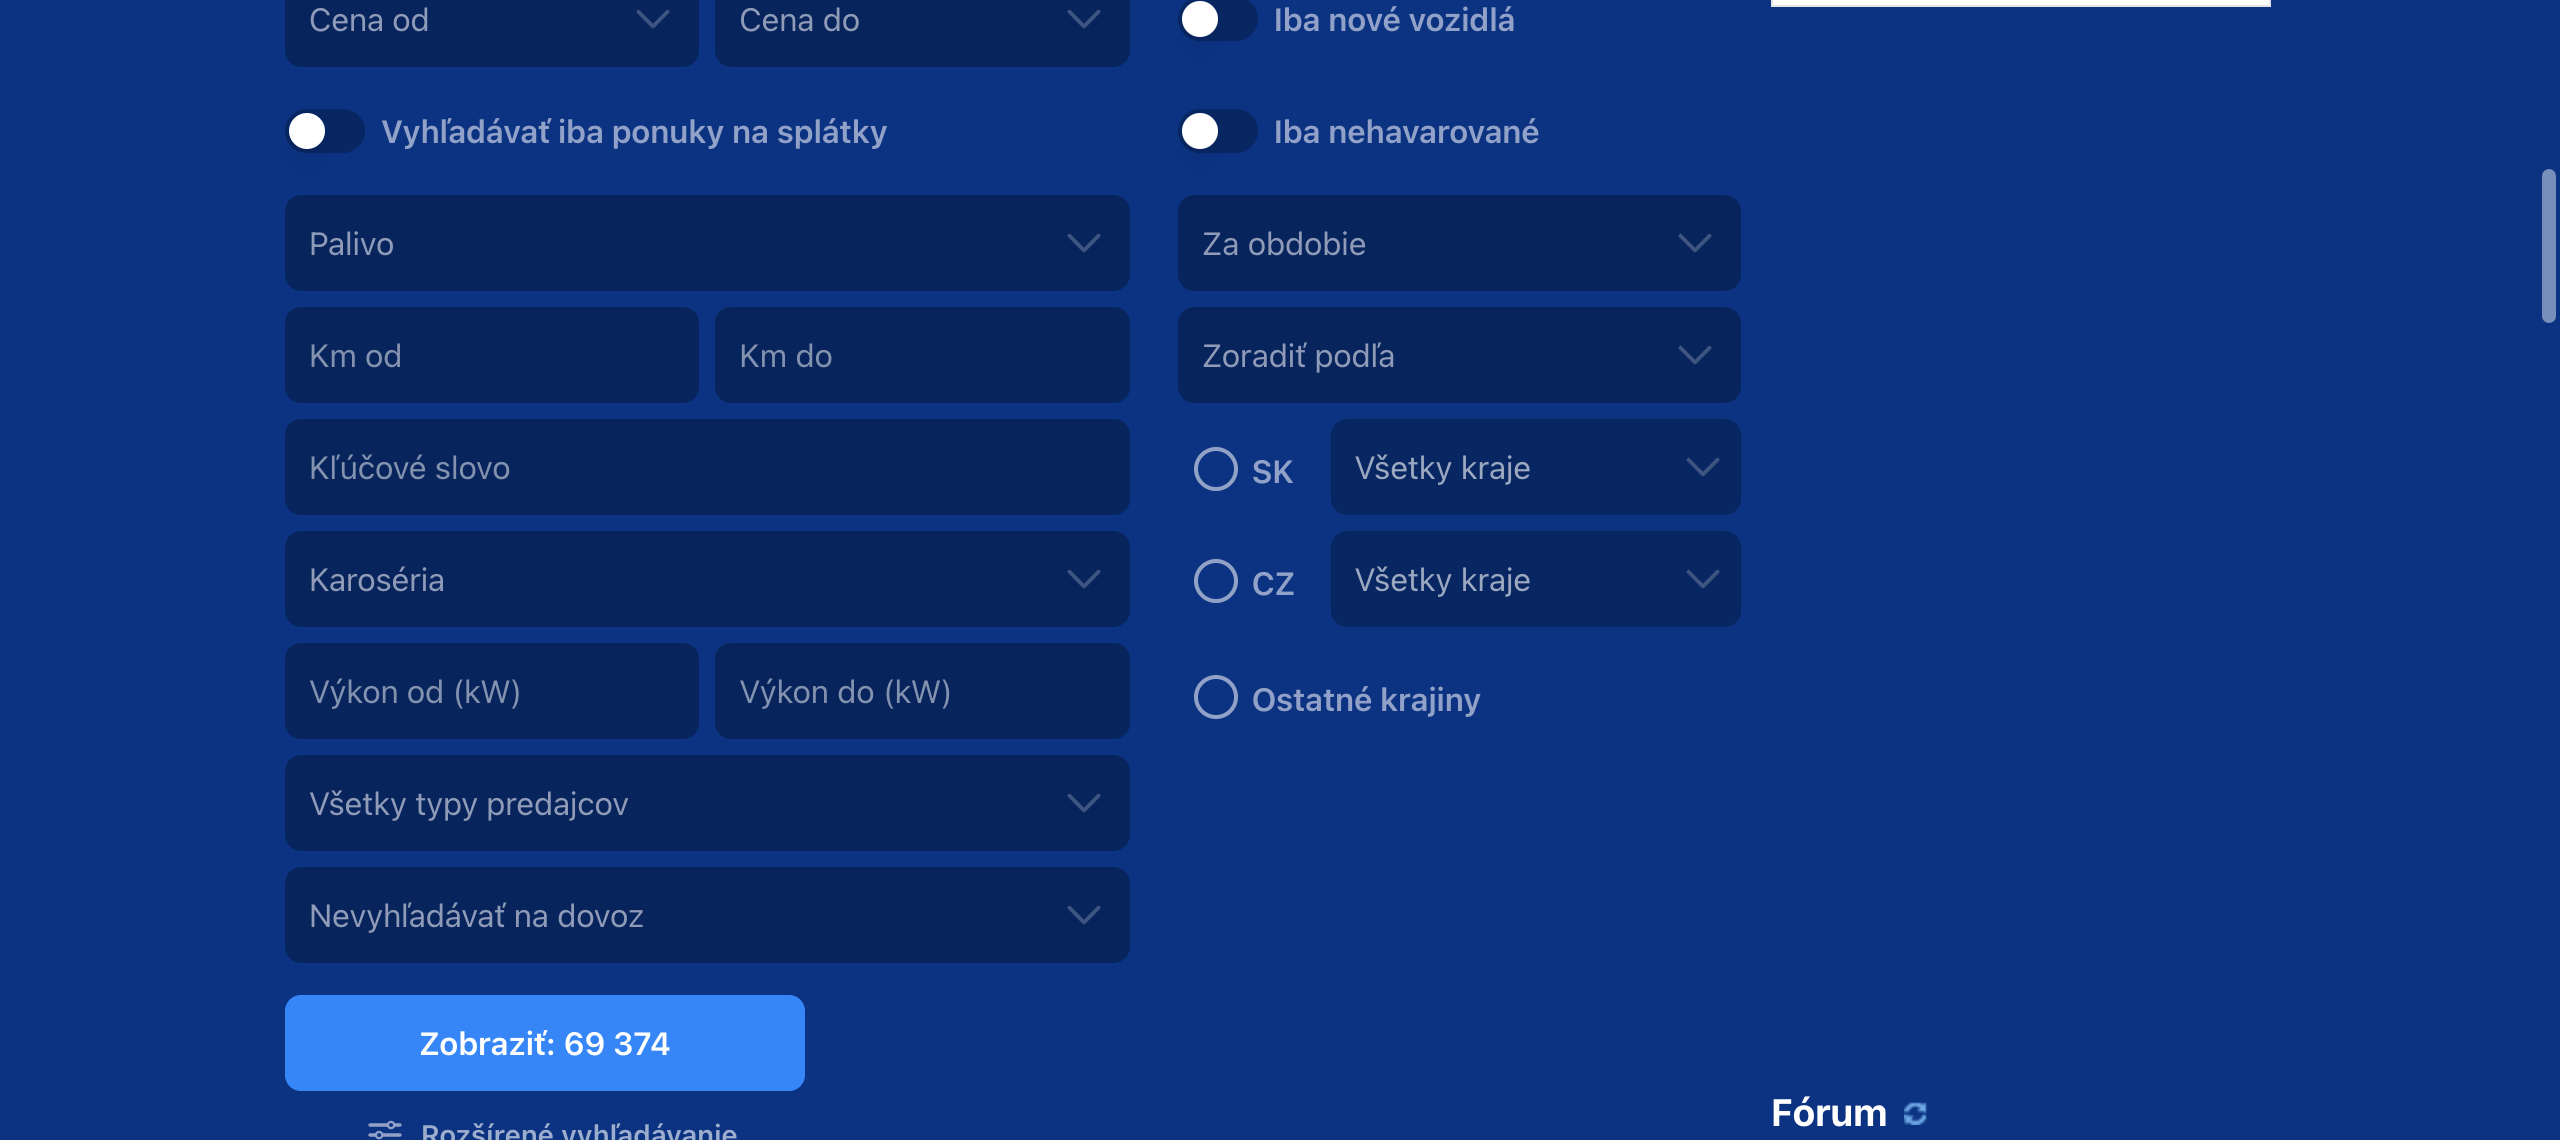 Cena od
Cena do
Iba nové vozidlá
Vyhľadávať iba ponuky na splátky
Iba nehavarované
Palivo
Za obdobie
Km od
Km do
Zoradiť podľa
Kľúčové slovo
SK
Všetky kraje
Karoséria
CZ
Všetky kraje
Výkon od (kW)
Výkon do (kW)
Ostatné krajiny
Všetky typy predajcov
Nevyhľadávať na dovoz
Zobraziť: 69 374
Rozšírené vyhľadávanie
Fórum